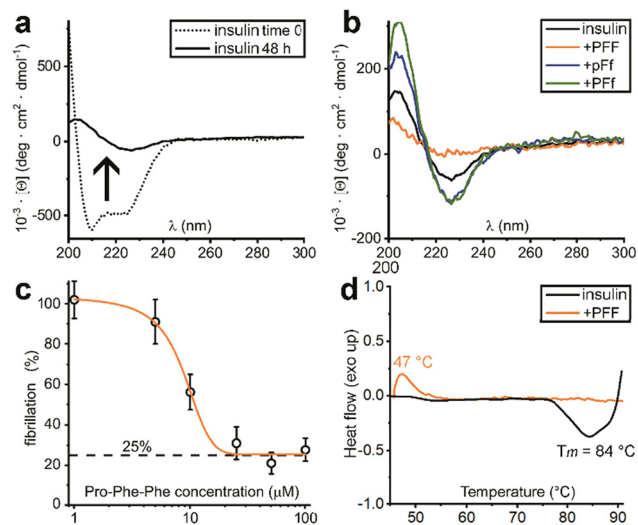 a
insulin time 0
insulin 48 h
10⁻³ · [Θ] (deg · cm² · dmol⁻¹)
500
0
-500
λ (nm)
200 220 240 260 280 300
b
insulin
+PFF
+pFf
+PFf
10⁻³ · [Θ] (deg · cm² · dmol⁻¹)
200
0
-200
λ (nm)
200 220 240 260 280 300
200
c
fibrillation
(%)
100
80
60
40
20
0
25%
Pro-Phe-Phe concentration (µM)
1 10 100
d
insulin
+PFF
Heat flow (exo up)
1.0
0.5
0.0
-0.5
-1.0
47 °C
Tm = 84 °C
Temperature (°C)
50 60 70 80 90